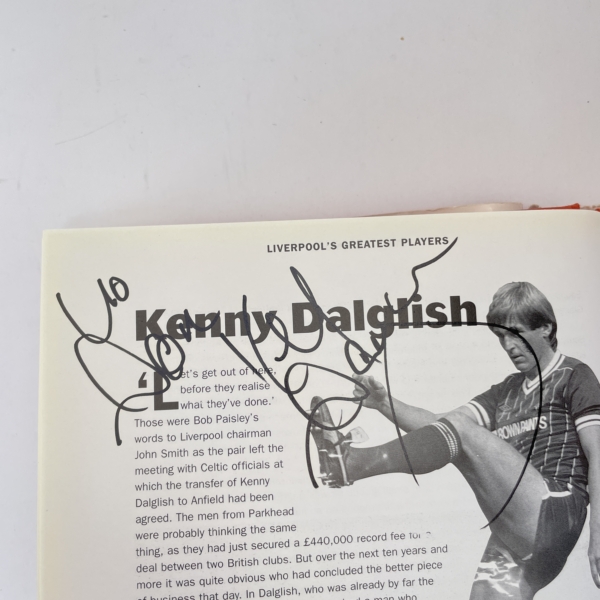 LIVERPOOL'S GREATEST PLAYERS
Kenny Dalglish
'Let's get out of here,
before they realise
what they've done.'
Those were Bob Paisley's
words to Liverpool chairman
John Smith as the pair left the
meeting with Celtic officials at
which the transfer of Kenny
Dalglish to Anfield had been
agreed. The men from Parkhead
were probably thinking the same
thing, as they had just secured a £440,000 record fee for a
deal between two British clubs. But over the next ten years and
more it was quite obvious who had concluded the better piece
of business that day. In Dalglish, who was already by far the
a man who
CROWN PAINTS